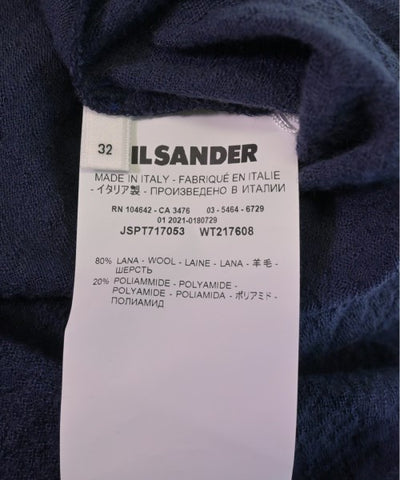 32
ILSANDER
MADE IN ITALY - FABRIQUÉ EN ITALIE
- イタリア製 - ПРОИЗВЕДЕНО В ИТАЛИИ
RN 104642 - CA 3476 03 - 5464 - 6729
01 2021-0180729
JSPT717053 WT217608
80% LANA - WOOL - LAINE - LANA - 羊毛 -
ШЕРСТЬ
20% POLIAMMIDE - POLYAMIDE -
POLYAMIDE - POLIAMIDA - ポリアミド -
ПОЛИАМИД